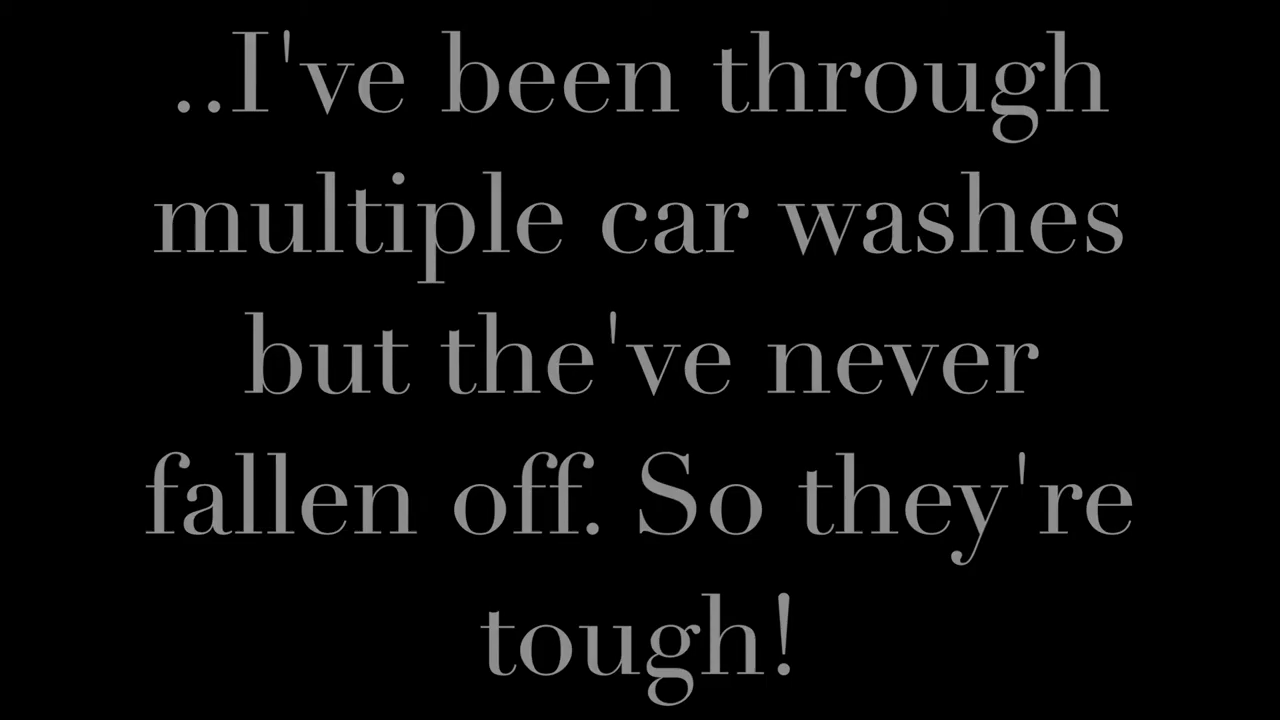 ..I've been through
multiple car washes
but the've never
fallen off. So they're
tough!